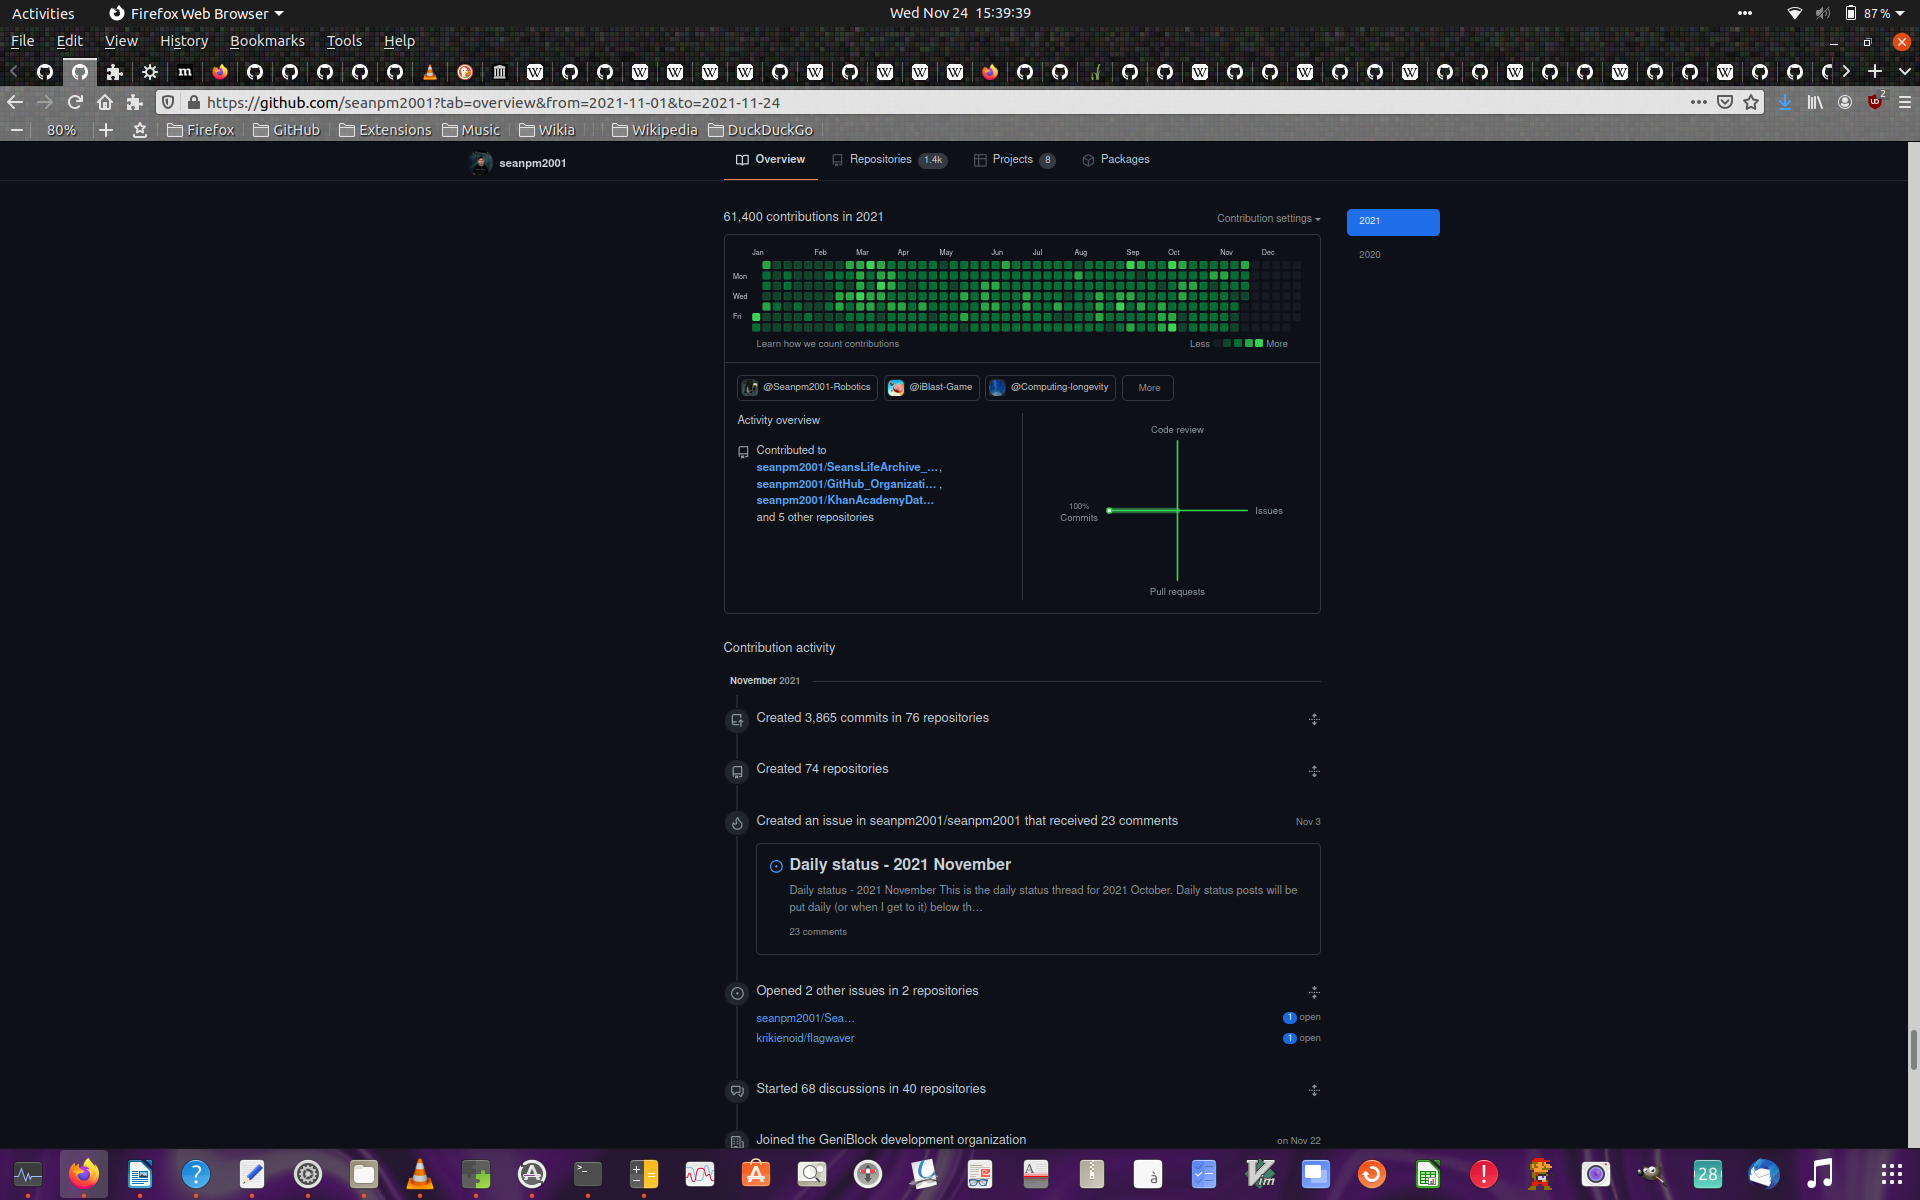 Activities
Firefox Web Browser
Wed Nov 24 15:39:39
87 %
File Edit View History Bookmarks Tools Help
https://github.com/seanpm2001?tab=overview&from=2021-11-01&to=2021-11-24
2
80%
Firefox GitHub Extensions Music Wikia Wikipedia DuckDuckGo
seanpm2001
Overview Repositories 1.4k Projects 8 Packages
61,400 contributions in 2021
Contribution settings
2021
2020
Jan Feb Mar Apr May Jun Jul Aug Sep Oct Nov Dec
Mon
Wed
Fri
Learn how we count contributions
Less More
@Seanpm2001-Robotics @iBlast-Game @Computing-longevity More
Activity overview
Contributed to
seanpm2001/SeansLifeArchive_…,
seanpm2001/GitHub_Organizati… ,
seanpm2001/KhanAcademyDat…
and 5 other repositories
Code review
100%
Commits
Issues
Pull requests
Contribution activity
November 2021
Created 3,865 commits in 76 repositories
Created 74 repositories
Created an issue in seanpm2001/seanpm2001 that received 23 comments
Nov 3
Daily status - 2021 November
Daily status - 2021 November This is the daily status thread for 2021 October. Daily status posts will be
put daily (or when I get to it) below th…
23 comments
Opened 2 other issues in 2 repositories
seanpm2001/Sea…
1 open
krikienoid/flagwaver
1 open
Started 68 discussions in 40 repositories
Joined the GeniBlock development organization
on Nov 22
28